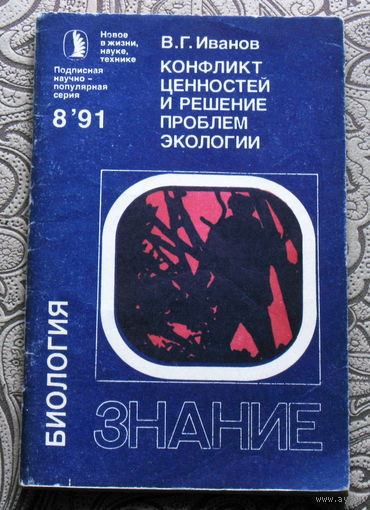 Новое
в жизни,
науке,
технике
Подписная
научно-
популярная
серия
8'91
В.Г. Иванов
КОНФЛИКТ
ЦЕННОСТЕЙ
И РЕШЕНИЕ
ПРОБЛЕМ
ЭКОЛОГИИ
БИОЛОГИЯ
ЗНАНИЕ